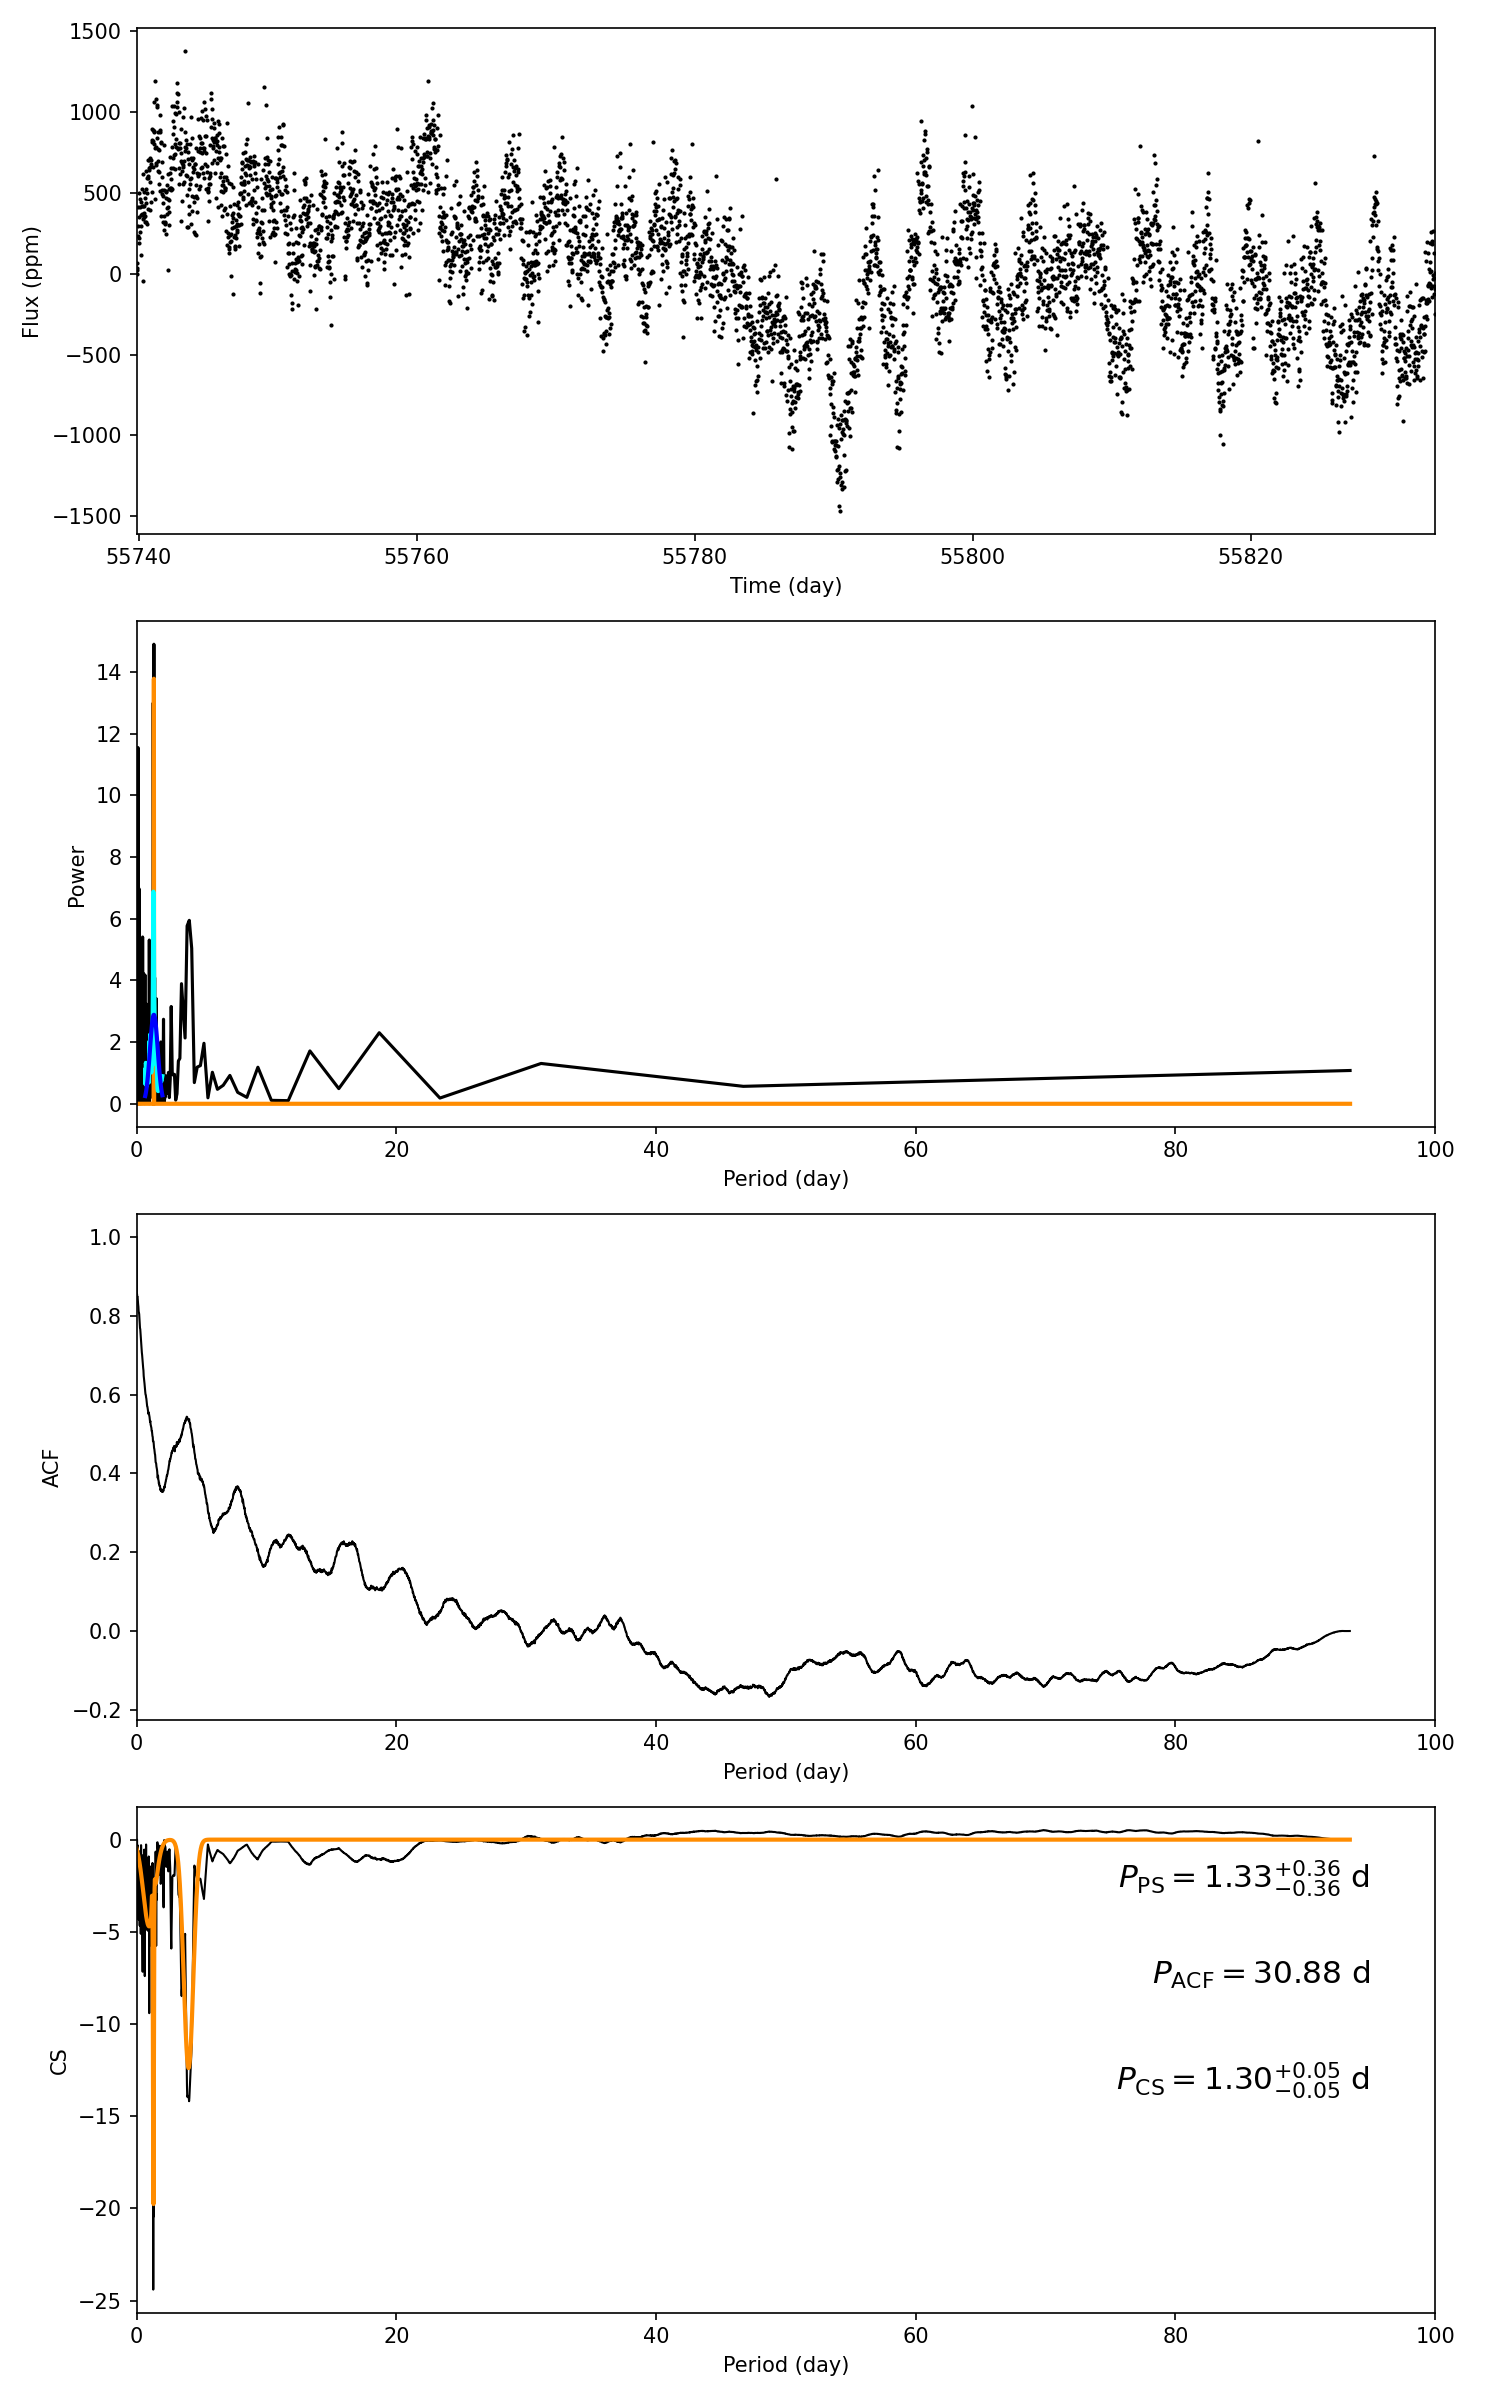 1500
1000
500
0
−500
−1000
−1500
Flux (ppm)
55740 55760 55780 55800 55820
Time (day)
14
12
10
8
6
4
2
0
Power
0 20 40 60 80 100
Period (day)
1.0
0.8
0.6
0.4
0.2
0.0
−0.2
ACF
0 20 40 60 80 100
Period (day)
0
−5
−10
−15
−20
−25
CS
P_PS = 1.33^{+0.36}_{−0.36} d
P_ACF = 30.88 d
P_CS = 1.30^{+0.05}_{−0.05} d
0 20 40 60 80 100
Period (day)